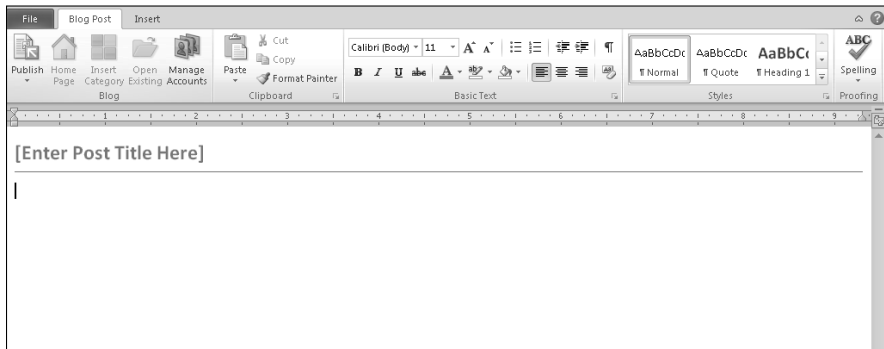 File Blog Post Insert
Publish Home Page Insert Category Open Existing Manage Accounts
Blog
Paste Cut Copy Format Painter
Clipboard
Calibri (Body) 11 A A ¶
B I U abe A aby
Basic Text
AaBbCcDc AaBbCcDc AaBbCc
¶ Normal ¶ Quote ¶ Heading 1
Styles
ABC
Spelling
Proofing
1 2 3 4 5 6 7 8 9
[Enter Post Title Here]